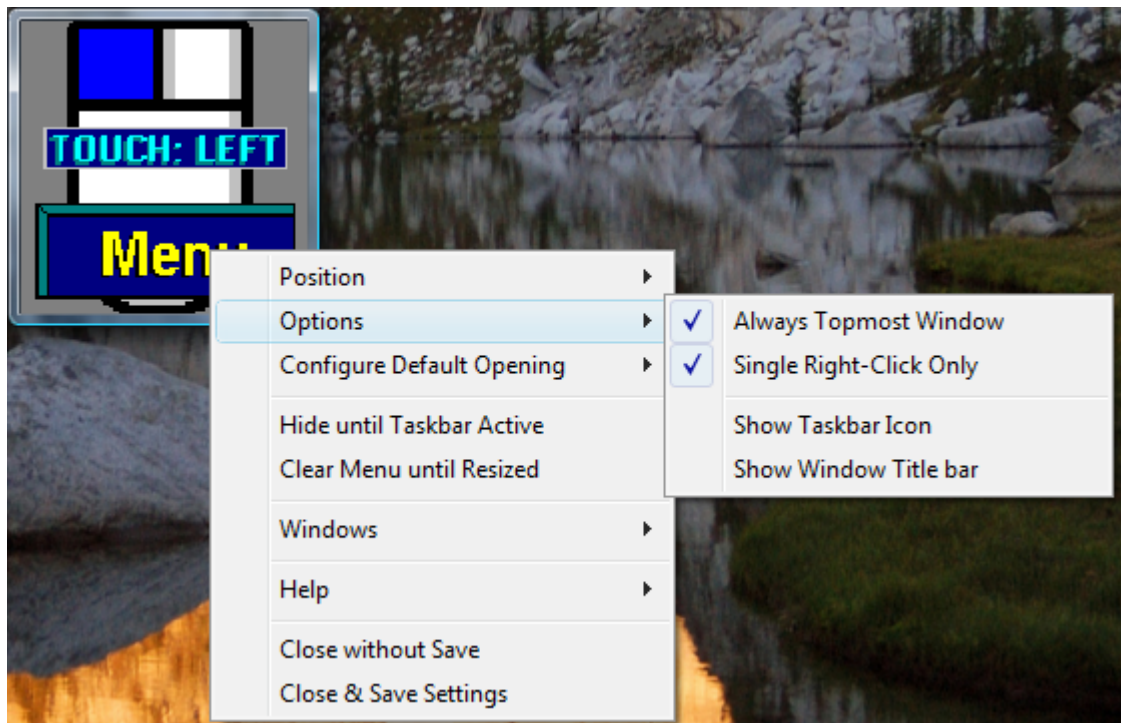 TOUCH: LEFT
Men
Position
Options
Configure Default Opening
Hide until Taskbar Active
Clear Menu until Resized
Windows
Help
Close without Save
Close & Save Settings
Always Topmost Window
Single Right-Click Only
Show Taskbar Icon
Show Window Title bar